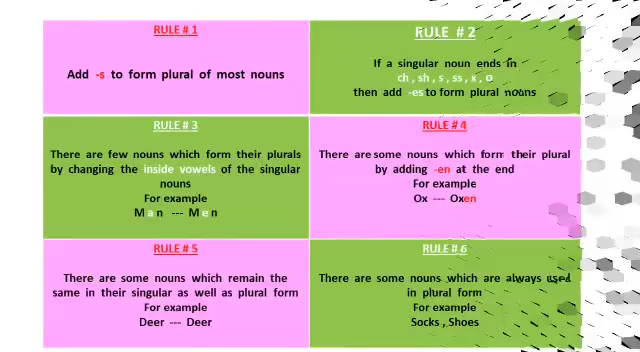 RULE # 1
Add -s to form plural of most nouns
RULE # 2
If a singular noun ends in
ch , sh , s , ss , x , o
then add -es to form plural nouns
RULE # 3
There are few nouns which form their plurals
by changing the inside vowels of the singular
nouns
For example
M a n --- M e n
RULE # 4
There are some nouns which form their plural
by adding -en at the end
For example
Ox --- Oxen
RULE # 5
There are some nouns which remain the
same in their singular as well as plural form
For example
Deer --- Deer
RULE # 6
There are some nouns which are always used
in plural form
For example
Socks , Shoes